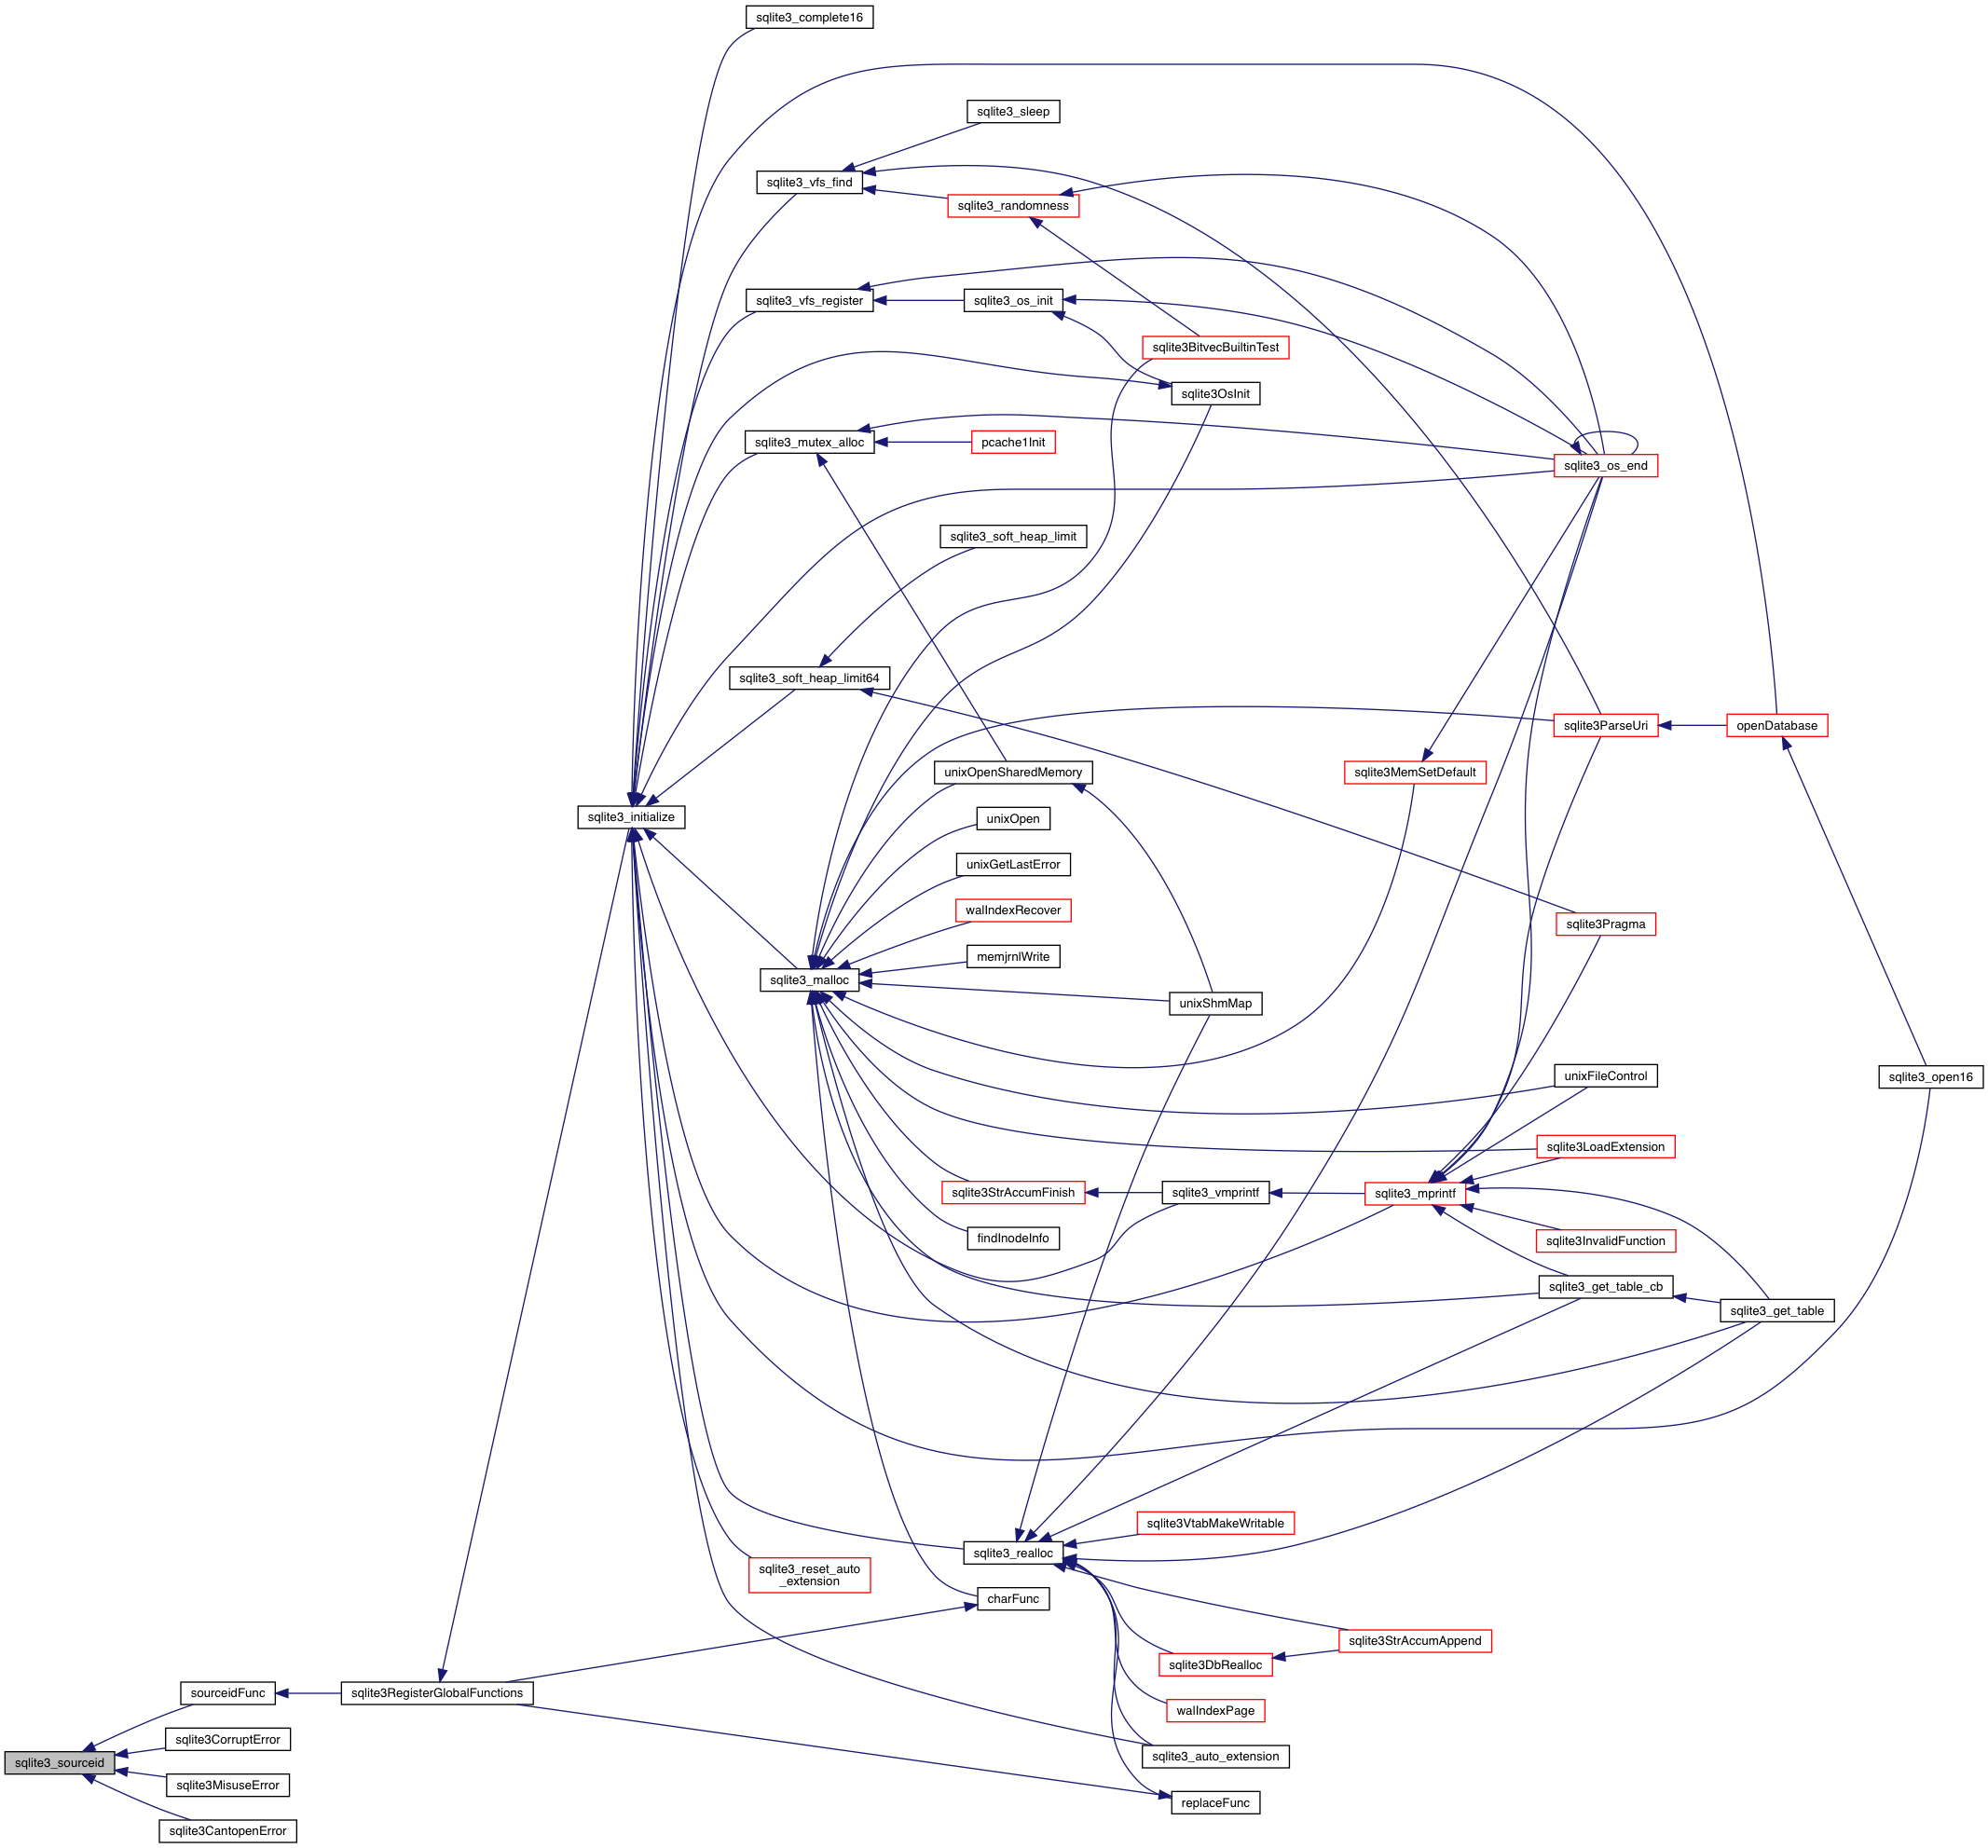 sqlite3_complete16
sqlite3_sleep
sqlite3_vfs_find
sqlite3_randomness
sqlite3_vfs_register
sqlite3_os_init
sqlite3BitvecBuiltinTest
sqlite3OsInit
sqlite3_mutex_alloc
pcache1Init
sqlite3_os_end
sqlite3_soft_heap_limit
sqlite3_soft_heap_limit64
sqlite3ParseUri
openDatabase
unixOpenSharedMemory
sqlite3MemSetDefault
sqlite3_initialize
unixOpen
unixGetLastError
walIndexRecover
sqlite3Pragma
memjrnlWrite
sqlite3_malloc
unixShmMap
unixFileControl
sqlite3_open16
sqlite3LoadExtension
sqlite3StrAccumFinish
sqlite3_vmprintf
sqlite3_mprintf
findInodeInfo
sqlite3InvalidFunction
sqlite3_get_table_cb
sqlite3_get_table
sqlite3VtabMakeWritable
sqlite3_realloc
sqlite3_reset_auto
_extension
charFunc
sqlite3StrAccumAppend
sqlite3DbRealloc
sourceidFunc
sqlite3RegisterGlobalFunctions
walIndexPage
sqlite3CorruptError
sqlite3_auto_extension
sqlite3_sourceid
sqlite3MisuseError
replaceFunc
sqlite3CantopenError